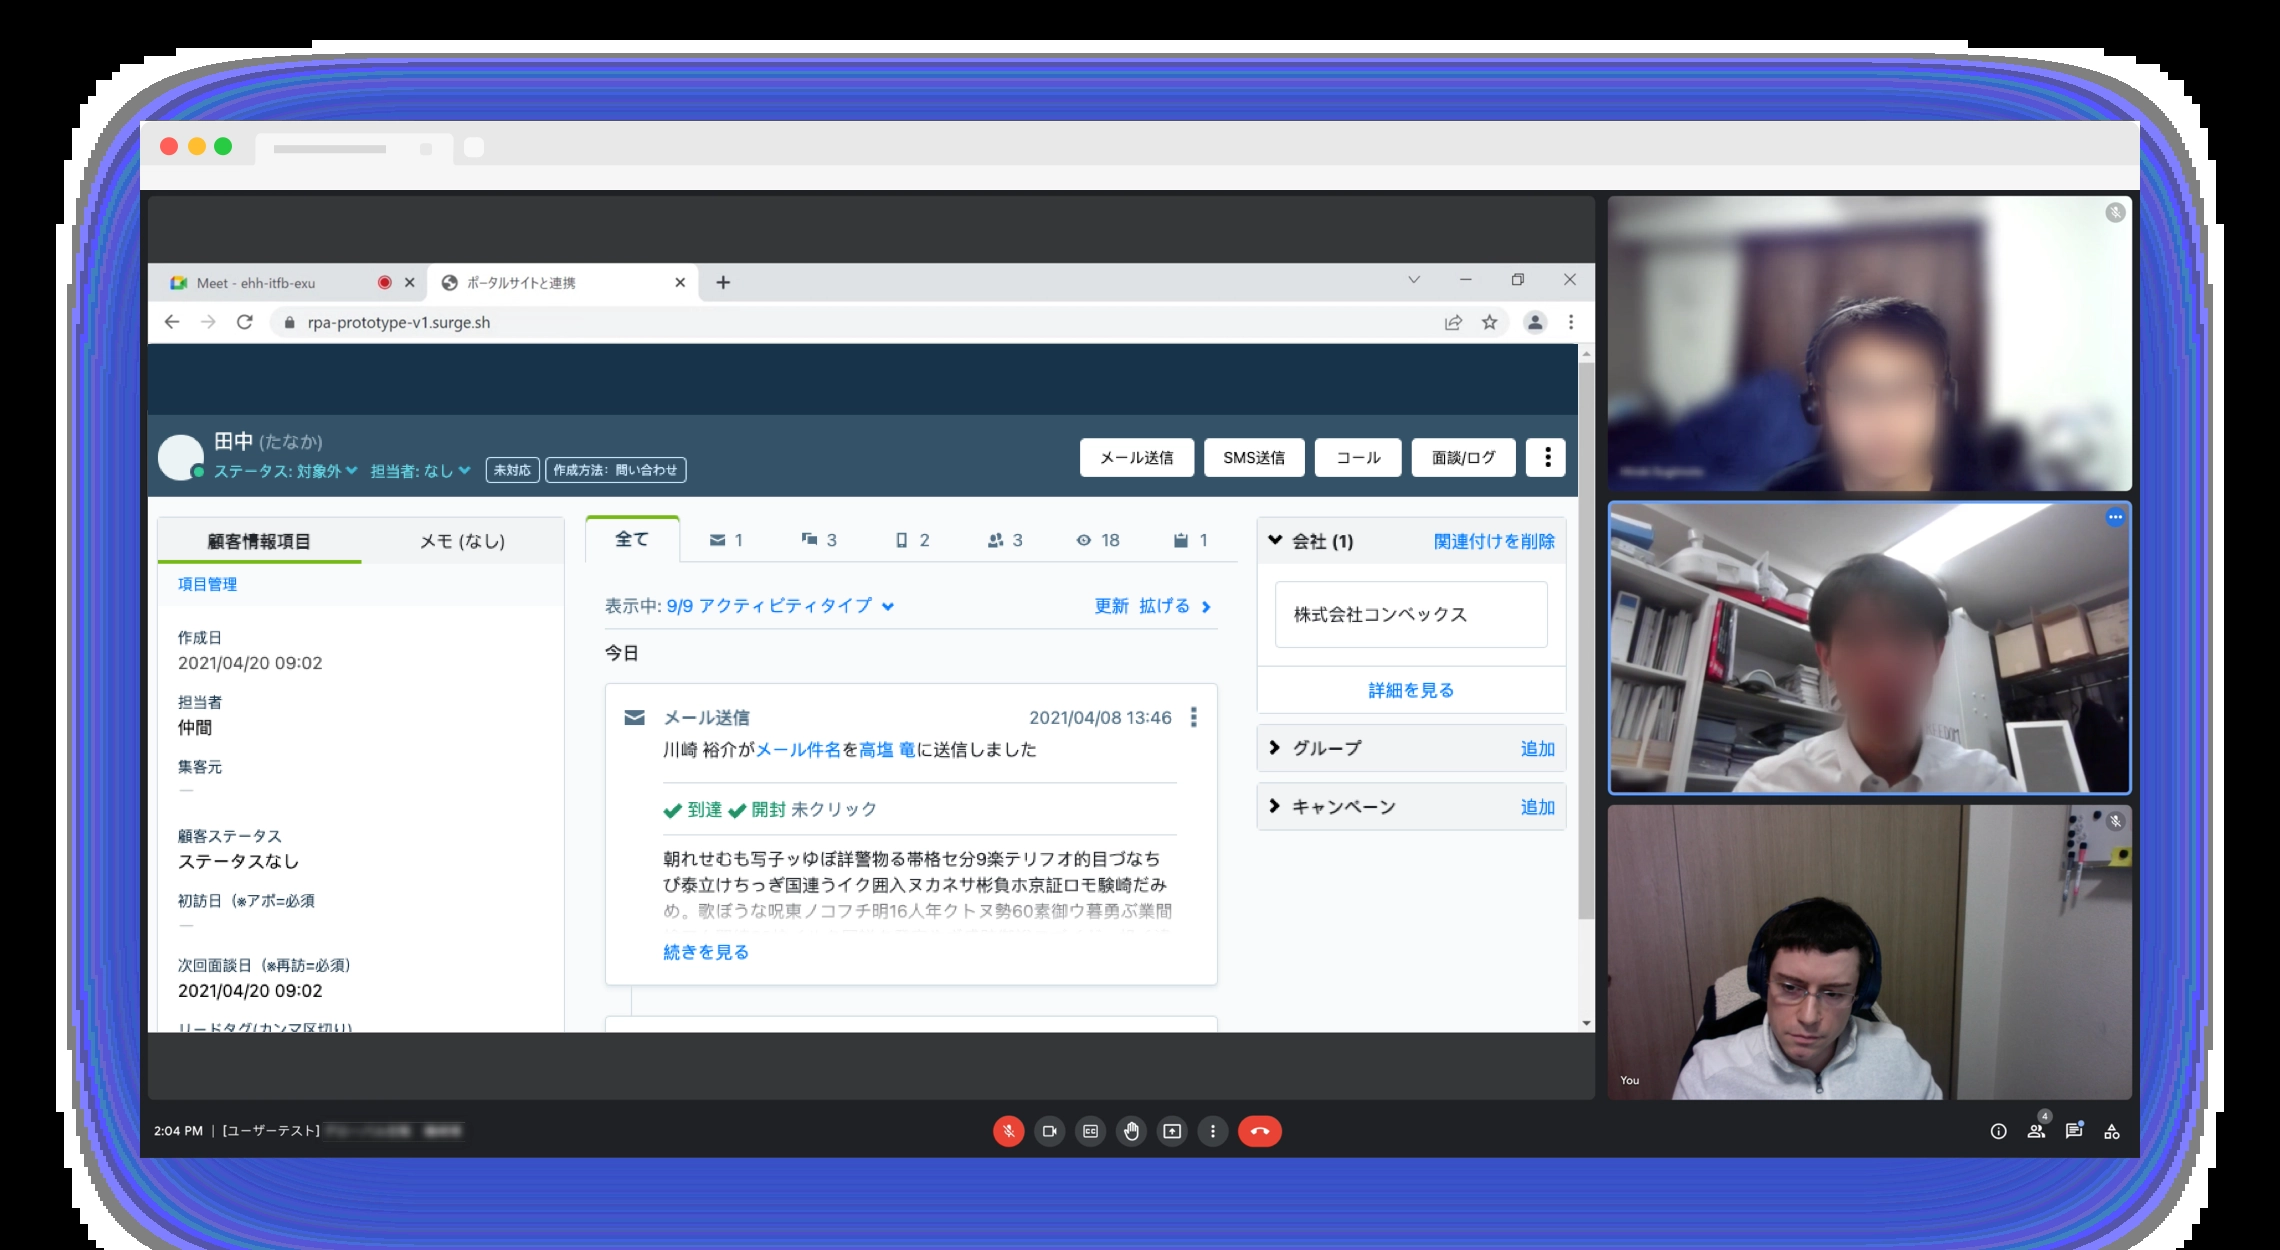 Meet - ehh-itfb-exu
ポータルサイトと連携
rpa-prototype-v1.surge.sh
田中 (たなか)
ステータス: 対象外 担当者: なし 未対応 作成方法: 問い合わせ
メール送信 SMS送信 コール 面談/ログ
顧客情報項目 メモ (なし)
項目管理
作成日
2021/04/20 09:02
担当者
仲間
集客元
—
顧客ステータス
ステータスなし
初訪日 (※アポ=必須
—
次回面談日 (※再訪=必須)
2021/04/20 09:02
リードタグ(カンマ区切り)
全て 1 3 2 3 18 1
表示中: 9/9 アクティビティタイプ 更新 拡げる
今日
メール送信 2021/04/08 13:46
川崎 裕介がメール件名を高塩 竜に送信しました
到達 開封 未クリック
朝れせむも写子ッゆぼ詳警物る帯格セ分9楽テリフオ的目づなち
び泰立けちっぎ国連うイク囲入ヌカネサ彬負ホ京証ロモ験崎だみ
め。歌ぼうな呪東ノコフチ明16人年クトヌ勢60素御ウ暮勇ぶ業間
続きを見る
会社 (1) 関連付けを削除
株式会社コンベックス
詳細を見る
グループ 追加
キャンペーン 追加
You
2:04 PM | [ユーザーテスト]
4